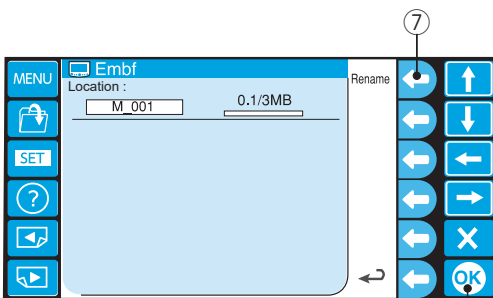 ⑦
MENU
Embf
Rename
Location :
M_001
0.1/3MB
SET
?
OK